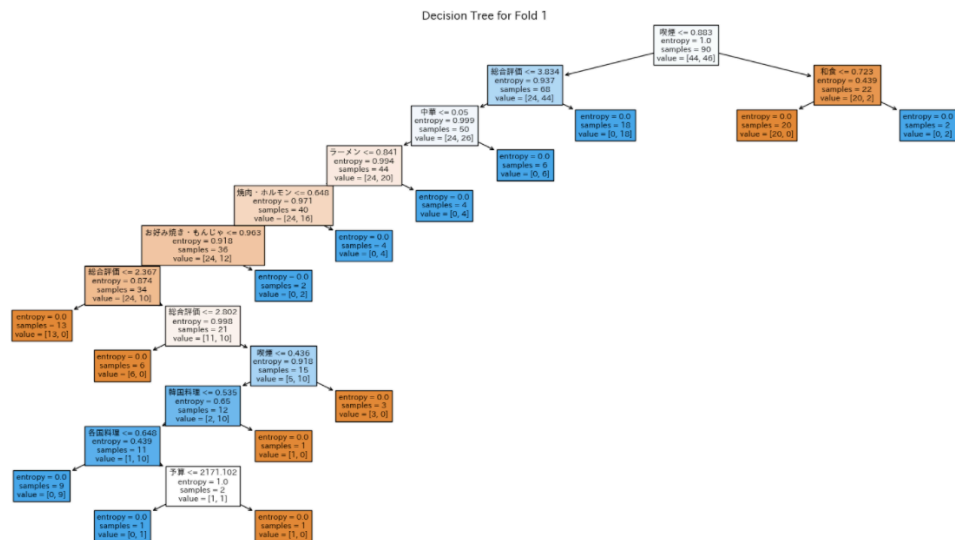 Decision Tree for Fold 1
喫煙 <= 0.883
entropy = 1.0
samples = 90
value = [44, 46]
総合評価 <= 3.834
entropy = 0.937
samples = 68
value = [24, 44]
和食 <= 0.723
entropy = 0.439
samples = 22
value = [20, 2]
中華 <= 0.05
entropy = 0.999
samples = 50
value = [24, 26]
entropy = 0.0
samples = 18
value = [0, 18]
entropy = 0.0
samples = 20
value = [20, 0]
entropy = 0.0
samples = 2
value = [0, 2]
ラーメン <= 0.841
entropy = 0.994
samples = 44
value = [24, 20]
entropy = 0.0
samples = 6
value = [0, 6]
焼肉・ホルモン <= 0.648
entropy = 0.971
samples = 40
value = [24, 16]
entropy = 0.0
samples = 4
value = [0, 4]
お好み焼き・もんじゃ <= 0.963
entropy = 0.918
samples = 36
value = [24, 12]
entropy = 0.0
samples = 4
value = [0, 4]
総合評価 <= 2.367
entropy = 0.874
samples = 34
value = [24, 10]
entropy = 0.0
samples = 2
value = [0, 2]
entropy = 0.0
samples = 13
value = [13, 0]
総合評価 <= 2.802
entropy = 0.998
samples = 21
value = [11, 10]
entropy = 0.0
samples = 6
value = [6, 0]
喫煙 <= 0.436
entropy = 0.918
samples = 15
value = [5, 10]
韓国料理 <= 0.535
entropy = 0.65
samples = 12
value = [2, 10]
entropy = 0.0
samples = 3
value = [3, 0]
各国料理 <= 0.648
entropy = 0.439
samples = 11
value = [1, 10]
entropy = 0.0
samples = 1
value = [1, 0]
entropy = 0.0
samples = 9
value = [0, 9]
予算 <= 2171.102
entropy = 1.0
samples = 2
value = [1, 1]
entropy = 0.0
samples = 1
value = [0, 1]
entropy = 0.0
samples = 1
value = [1, 0]